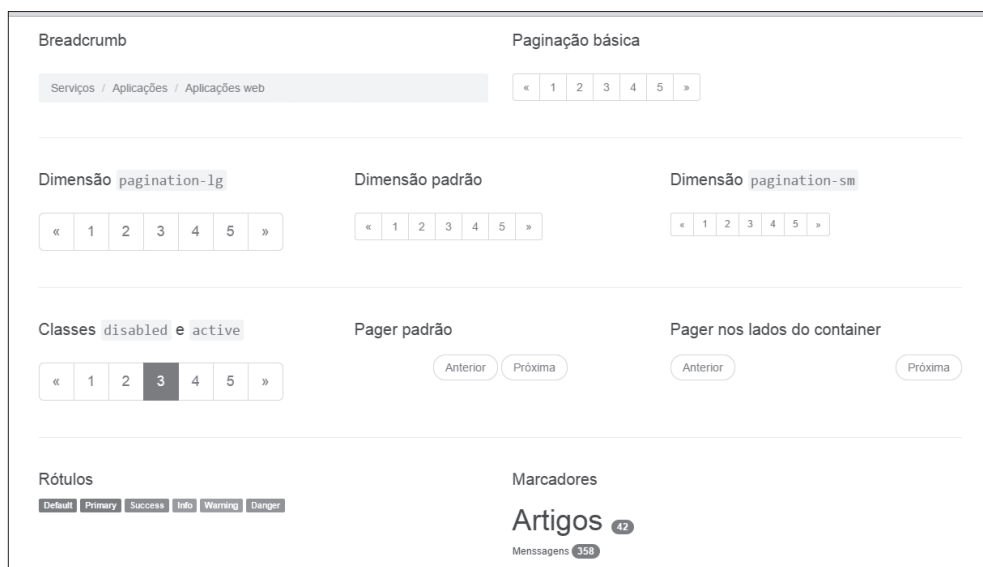 Breadcrumb
Serviços / Aplicações / Aplicações web
Paginação básica
« 1 2 3 4 5 »
Dimensão pagination-lg
« 1 2 3 4 5 »
Dimensão padrão
« 1 2 3 4 5 »
Dimensão pagination-sm
« 1 2 3 4 5 »
Classes disabled e active
« 1 2 3 4 5 »
Pager padrão
Anterior Próxima
Pager nos lados do container
Anterior Próxima
Rótulos
Default Primary Success Info Warning Danger
Marcadores
Artigos 42
Menssagens 358